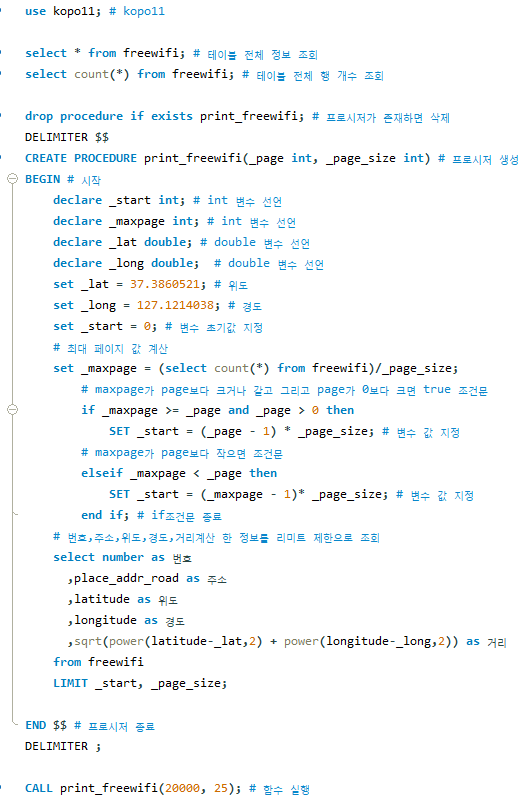 use kopo11; # kopo11
select * from freewifi; # 테이블 전체 정보 조회
select count(*) from freewifi; # 테이블 전체 행 개수 조회
drop procedure if exists print_freewifi; # 프로시저가 존재하면 삭제
DELIMITER $$
CREATE PROCEDURE print_freewifi(_page int, _page_size int) # 프로시저 생성
BEGIN # 시작
declare _start int; # int 변수 선언
declare _maxpage int; # int 변수 선언
declare _lat double; # double 변수 선언
declare _long double;  # double 변수 선언
set _lat = 37.3860521; # 위도
set _long = 127.1214038; # 경도
set _start = 0; # 변수 초기값 지정
# 최대 페이지 값 계산
set _maxpage = (select count(*) from freewifi)/_page_size;
# maxpage가 page보다 크거나 같고 그리고 page가 0보다 크면 true 조건문
if _maxpage >= _page and _page > 0 then
SET _start = (_page - 1) * _page_size; # 변수 값 지정
# maxpage가 page보다 작으면 조건문
elseif _maxpage < _page then
SET _start = (_maxpage - 1)* _page_size; # 변수 값 지정
end if; # if조건문 종료
# 번호,주소,위도,경도,거리계산 한 정보를 리미트 제한으로 조회
select number as 번호
,place_addr_road as 주소
,latitude as 위도
,longitude as 경도
,sqrt(power(latitude-_lat,2) + power(longitude-_long,2)) as 거리
from freewifi
LIMIT _start, _page_size;
END $$ # 프로시저 종료
DELIMITER ;
CALL print_freewifi(20000, 25); # 함수 실행